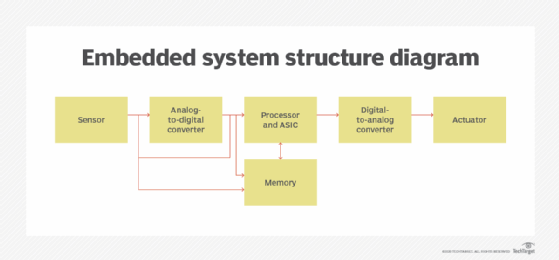 Embedded system structure diagram
Sensor
Analog-
to-digital
converter
Processor
and ASIC
Digital-
to-analog
converter
Actuator
Memory
TechTarget